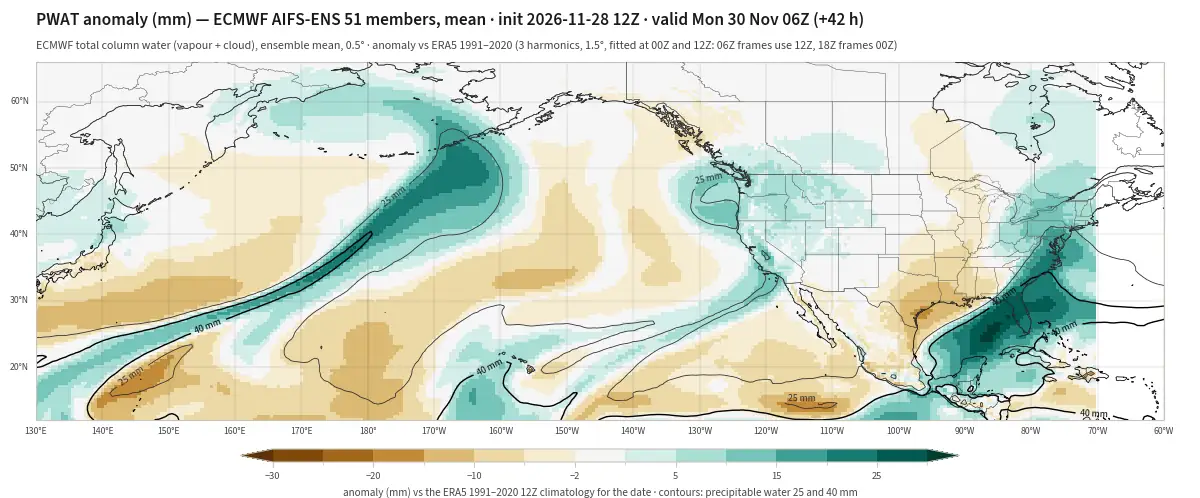 PWAT anomaly (mm) — ECMWF AIFS-ENS 51 members, mean · init 2026-11-28 12Z · valid Mon 30 Nov 06Z (+42 h)
ECMWF total column water (vapour + cloud), ensemble mean, 0.5° · anomaly vs ERA5 1991–2020 (3 harmonics, 1.5°, fitted at 00Z and 12Z: 06Z frames use 12Z, 18Z frames 00Z)
60°N
50°N
40°N
30°N
20°N
25 mm
25 mm
40 mm
25 mm
40 mm
25 mm
40 mm
40 mm
130°E 140°E 150°E 160°E 170°E 180° 170°W 160°W 150°W 140°W 130°W 120°W 110°W 100°W 90°W 80°W 70°W 60°W
−30 −20 −10 −2 5 15 25
anomaly (mm) vs the ERA5 1991–2020 12Z climatology for the date · contours: precipitable water 25 and 40 mm